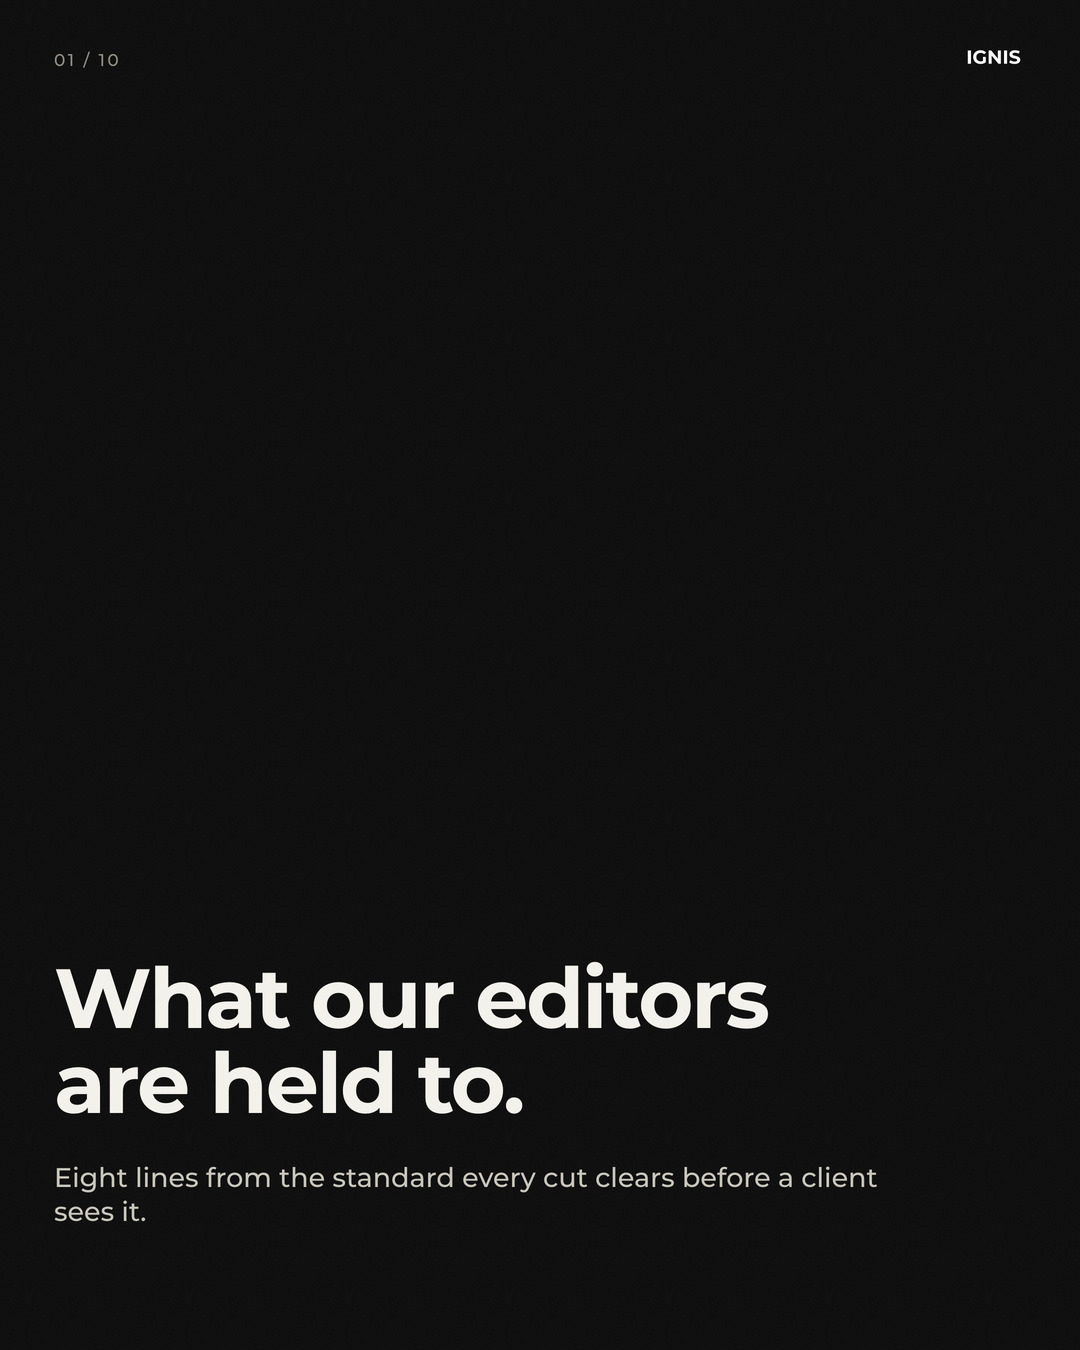 01 / 10
IGNIS
What our editors
are held to.
Eight lines from the standard every cut clears before a client
sees it.